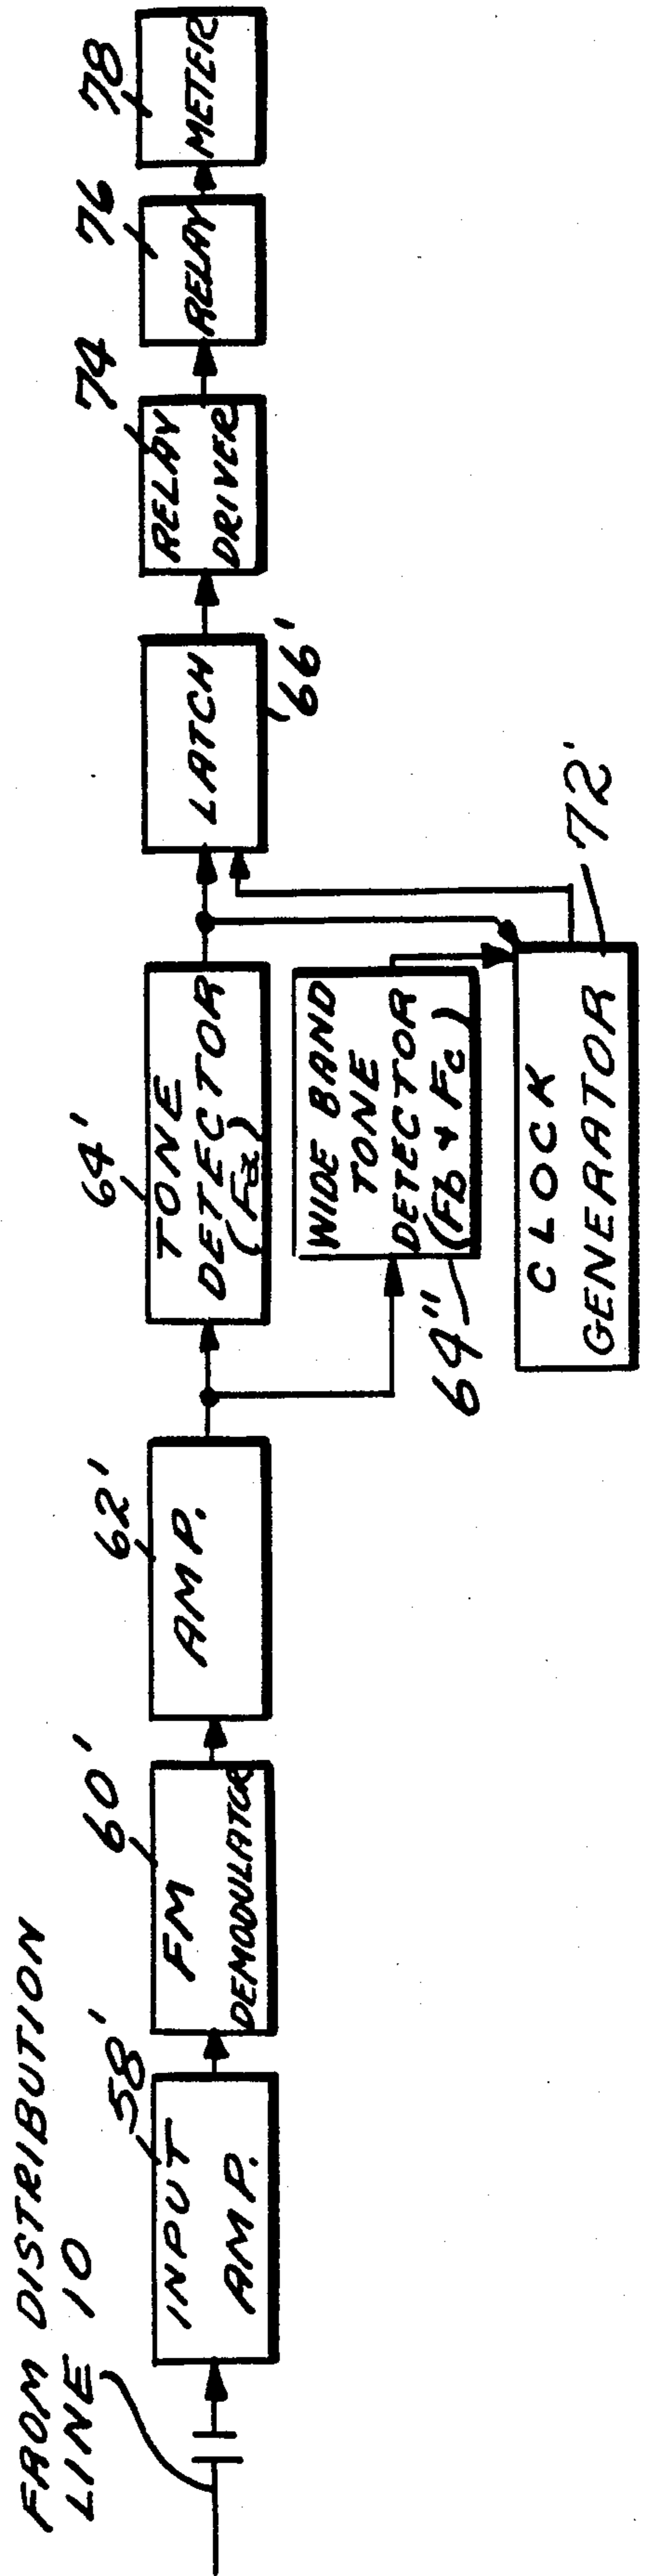 FROM DISTRIBUTION
LINE 10
58'
INPUT
AMP.
60'
FM
DEMODULATOR
62'
AMP.
64'
TONE
DETECTOR
(Fa)
64"
WIDE BAND
TONE
DETECTOR
(Fb + Fc)
CLOCK
GENERATOR
72'
LATCH
66'
74
RELAY
DRIVER
76
RELAY
78
METER